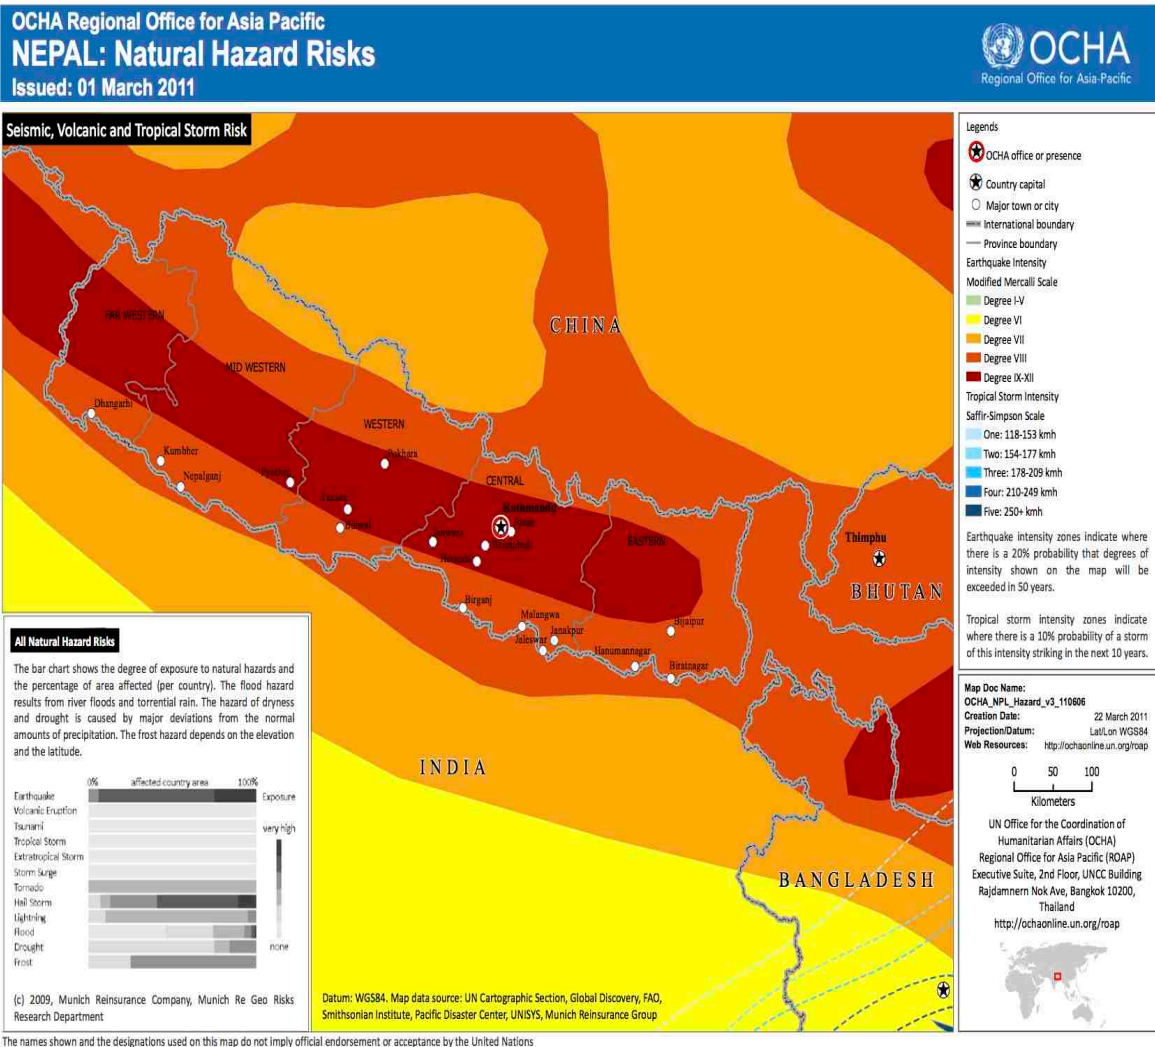 OCHA Regional Office for Asia Pacific
NEPAL: Natural Hazard Risks
Issued: 01 March 2011
OCHA
Regional Office for Asia-Pacific
Seismic, Volcanic and Tropical Storm Risk
CHINA
FAR WESTERN
MID WESTERN
WESTERN
CENTRAL
EASTERN
Dhangarhi
Kumbher
Nepalganj
Pokhara
Kathmandu
Birganj
Malangwa
Jaleswar
Janakpur
Hanumannagar
Bijaipur
Biratnagar
Thimphu
BHUTAN
INDIA
BANGLADESH
Legends
OCHA office or presence
Country capital
Major town or city
International boundary
Province boundary
Earthquake Intensity
Modified Mercalli Scale
Degree I-V
Degree VI
Degree VII
Degree VIII
Degree IX-XII
Tropical Storm Intensity
Saffir-Simpson Scale
One: 118-153 kmh
Two: 154-177 kmh
Three: 178-209 kmh
Four: 210-249 kmh
Five: 250+ kmh
Earthquake intensity zones indicate where
there is a 20% probability that degrees of
intensity shown on the map will be
exceeded in 50 years.
Tropical storm intensity zones indicate
where there is a 10% probability of a storm
of this intensity striking in the next 10 years.
Map Doc Name:
OCHA_NPL_Hazard_v3_110606
Creation Date: 22 March 2011
Projection/Datum: Lat/Lon WGS84
Web Resources: http://ochaonline.un.org/roap
0 50 100
Kilometers
UN Office for the Coordination of
Humanitarian Affairs (OCHA)
Regional Office for Asia Pacific (ROAP)
Executive Suite, 2nd Floor, UNCC Building
Rajdamnern Nok Ave, Bangkok 10200,
Thailand
http://ochaonline.un.org/roap
All Natural Hazard Risks
The bar chart shows the degree of exposure to natural hazards and
the percentage of area affected (per country). The flood hazard
results from river floods and torrential rain. The hazard of dryness
and drought is caused by major deviations from the normal
amounts of precipitation. The frost hazard depends on the elevation
and the latitude.
0% affected country area 100%
Earthquake
Exposure
Volcanic Eruption
Tsunami
very high
Tropical Storm
Extratropical Storm
Storm Surge
Tornado
Hail Storm
Lightning
Flood
Drought
none
Frost
(c) 2009, Munich Reinsurance Company, Munich Re Geo Risks
Research Department
Datum: WGS84. Map data source: UN Cartographic Section, Global Discovery, FAO,
Smithsonian Institute, Pacific Disaster Center, UNISYS, Munich Reinsurance Group
The names shown and the designations used on this map do not imply official endorsement or acceptance by the United Nations